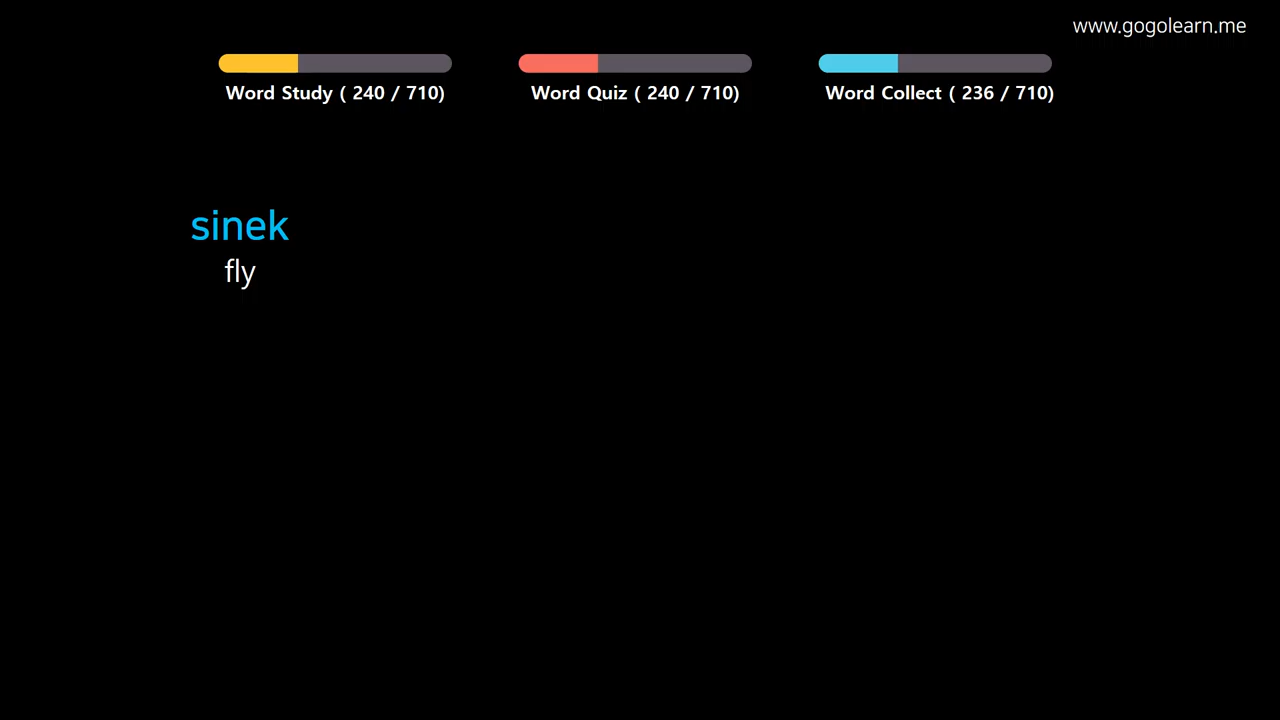 www.gogolearn.me
Word Study ( 240 / 710)
Word Quiz ( 240 / 710)
Word Collect ( 236 / 710)
sinek
fly